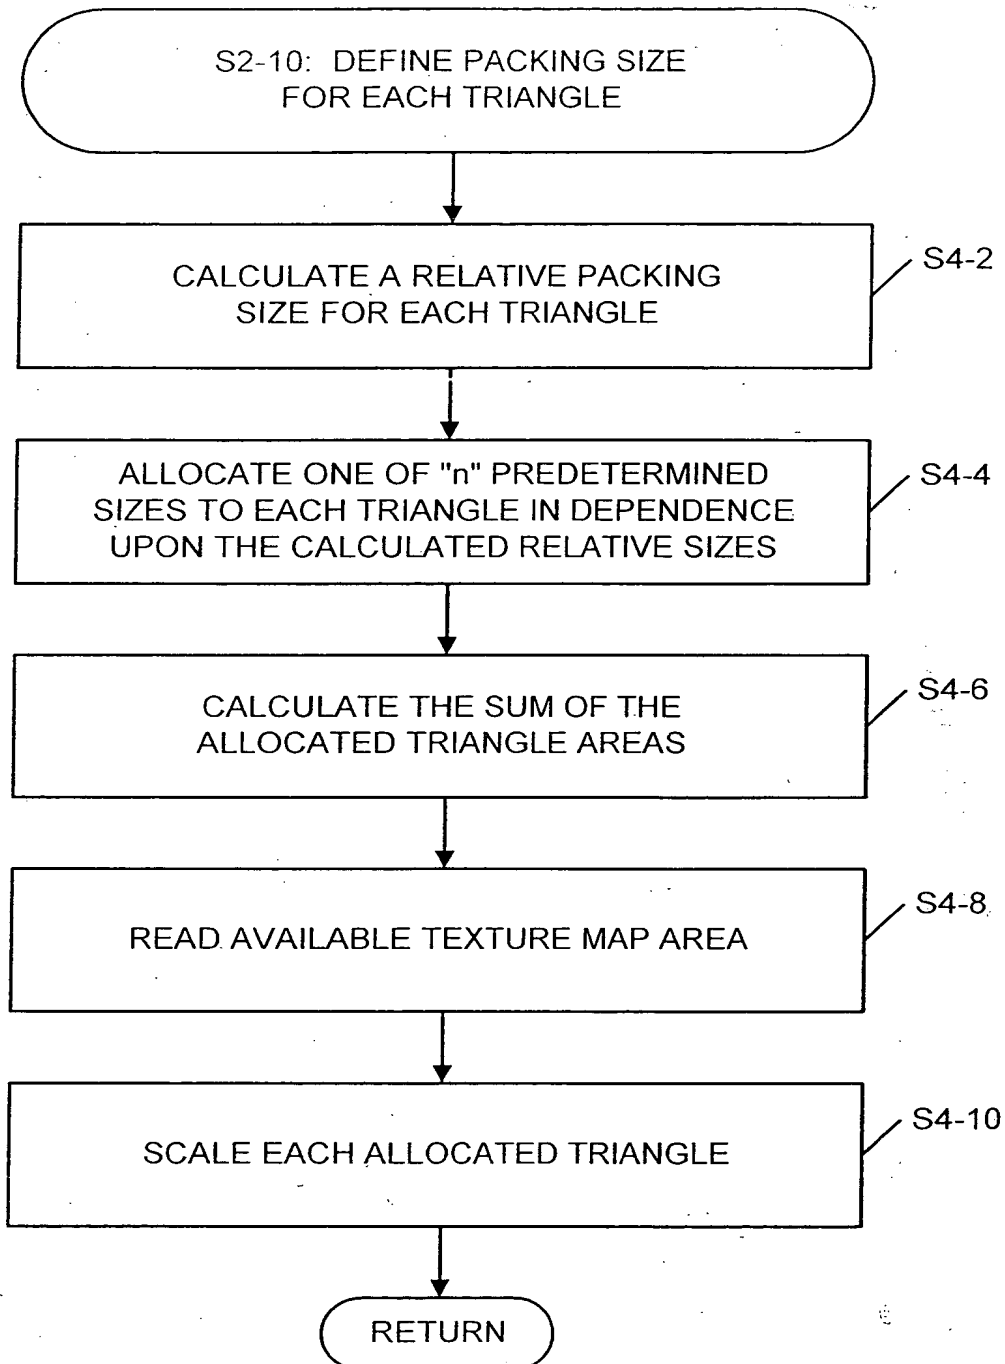 S2-10: DEFINE PACKING SIZE
FOR EACH TRIANGLE
CALCULATE A RELATIVE PACKING
SIZE FOR EACH TRIANGLE
S4-2
ALLOCATE ONE OF "n" PREDETERMINED
SIZES TO EACH TRIANGLE IN DEPENDENCE
UPON THE CALCULATED RELATIVE SIZES
S4-4
CALCULATE THE SUM OF THE
ALLOCATED TRIANGLE AREAS
S4-6
READ AVAILABLE TEXTURE MAP AREA
S4-8
SCALE EACH ALLOCATED TRIANGLE
S4-10
RETURN